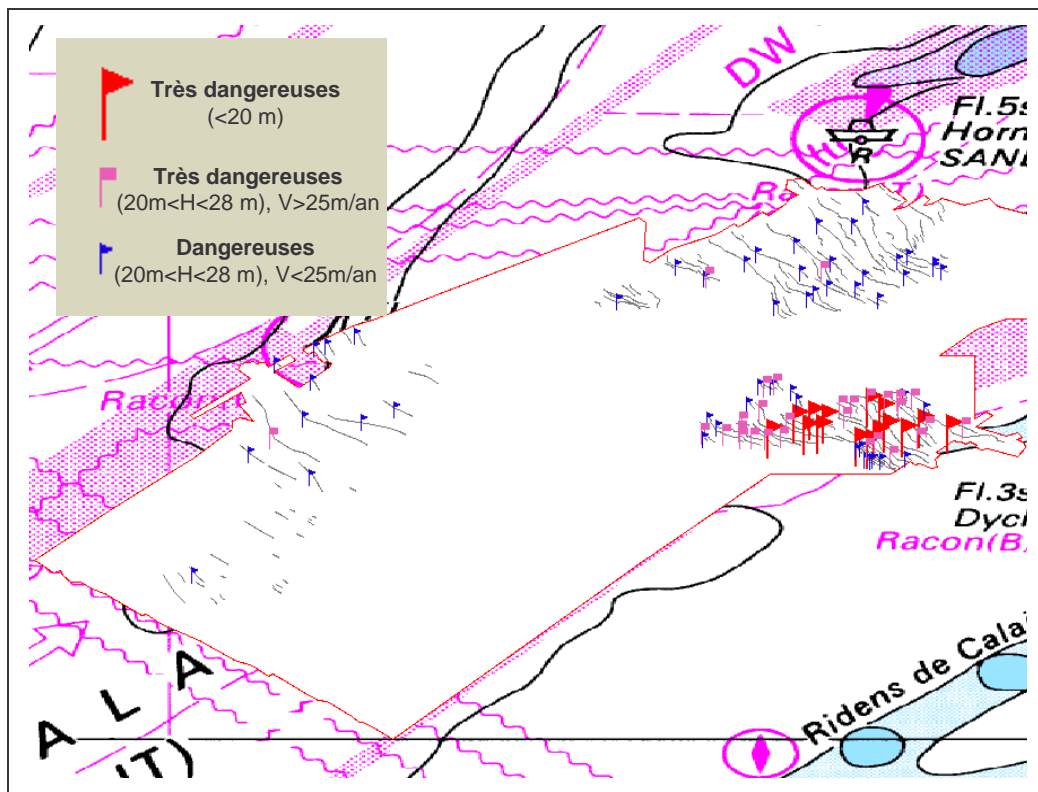 Très dangereuses
(<20 m)
Très dangereuses
(20m<H<28 m), V>25m/an
Dangereuses
(20m<H<28 m), V<25m/an
DW
Fl.5s
Horn
R
Fl.3s
Racon(B)
Ridens de Calai
A L A
(IT)